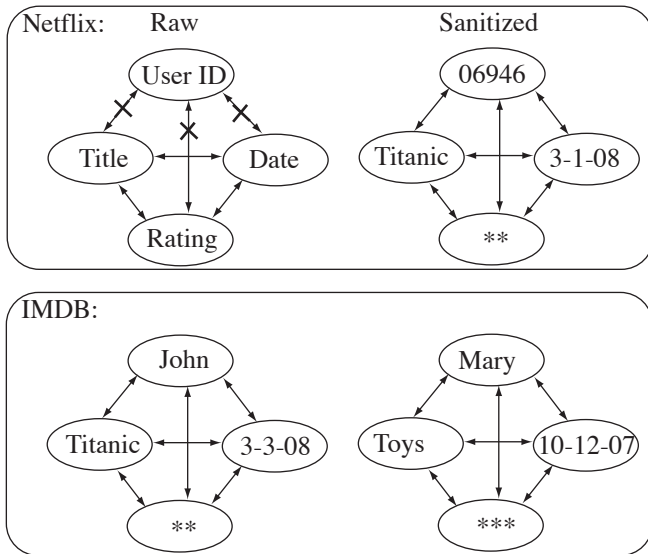 Netflix: Raw Sanitized
User ID 06946
Title Date Titanic 3-1-08
Rating **
IMDB:
John Mary
Titanic 3-3-08 Toys 10-12-07
** ***